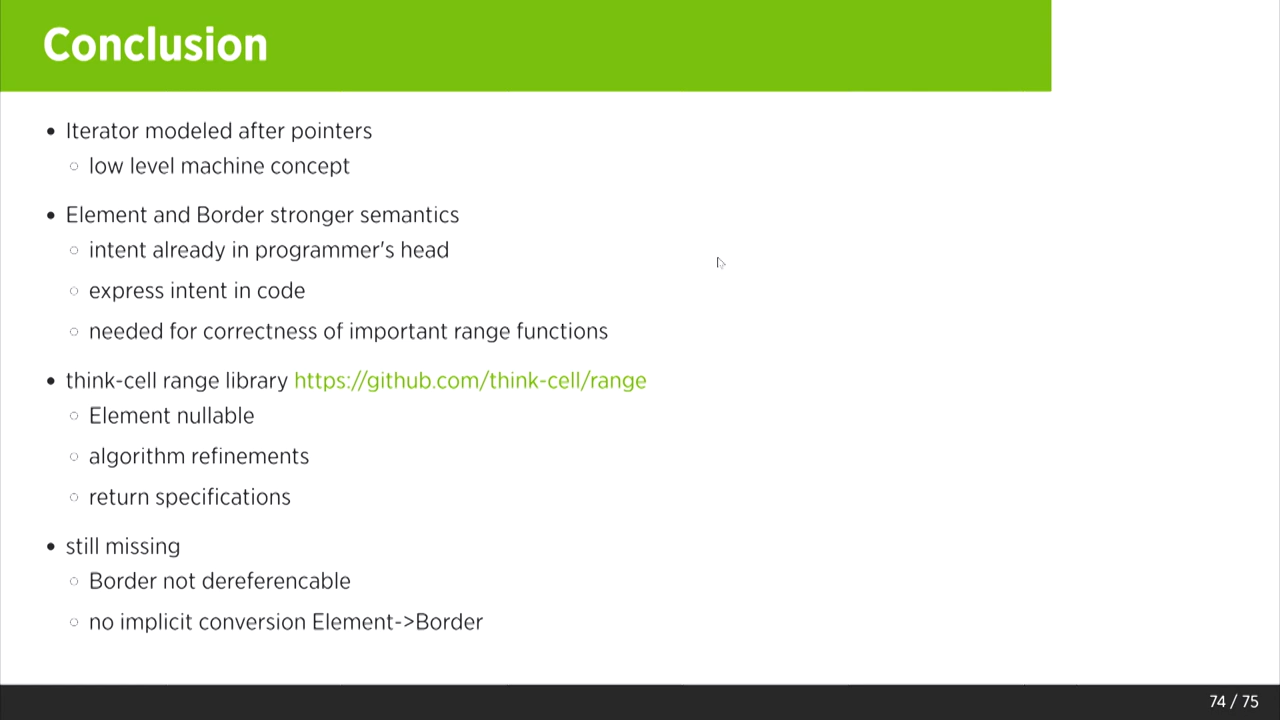 Conclusion
• Iterator modeled after pointers
○ low level machine concept
• Element and Border stronger semantics
○ intent already in programmer's head
○ express intent in code
○ needed for correctness of important range functions
• think-cell range library https://github.com/think-cell/range
○ Element nullable
○ algorithm refinements
○ return specifications
• still missing
○ Border not dereferencable
○ no implicit conversion Element->Border
74 / 75